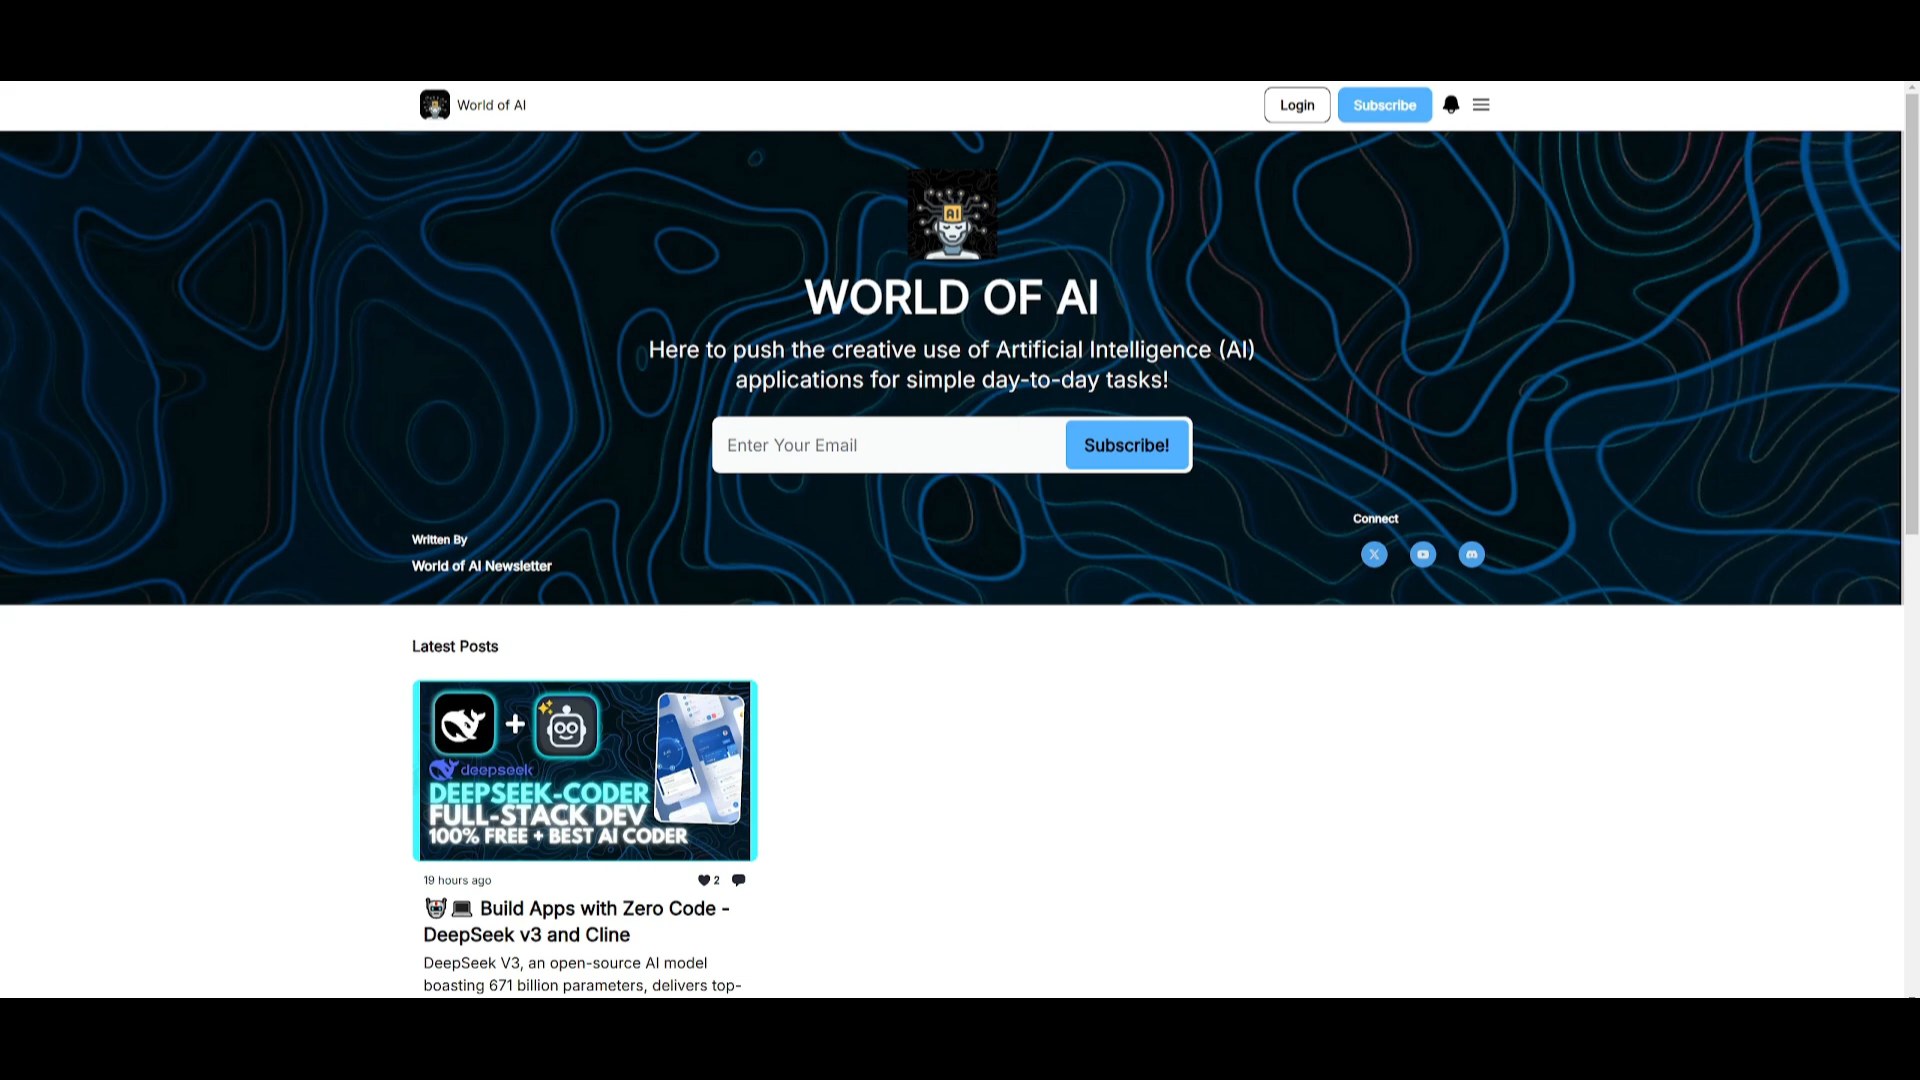 World of AI
Login
Subscribe
AI
WORLD OF AI
Here to push the creative use of Artificial Intelligence (AI)
applications for simple day-to-day tasks!
Enter Your Email
Subscribe!
Connect
Written By
World of AI Newsletter
Latest Posts
deepseek
DEEPSEEK-CODER
FULL-STACK DEV
100% FREE + BEST AI CODER
19 hours ago
2
Build Apps with Zero Code -
DeepSeek v3 and Cline
DeepSeek V3, an open-source AI model
boasting 671 billion parameters, delivers top-